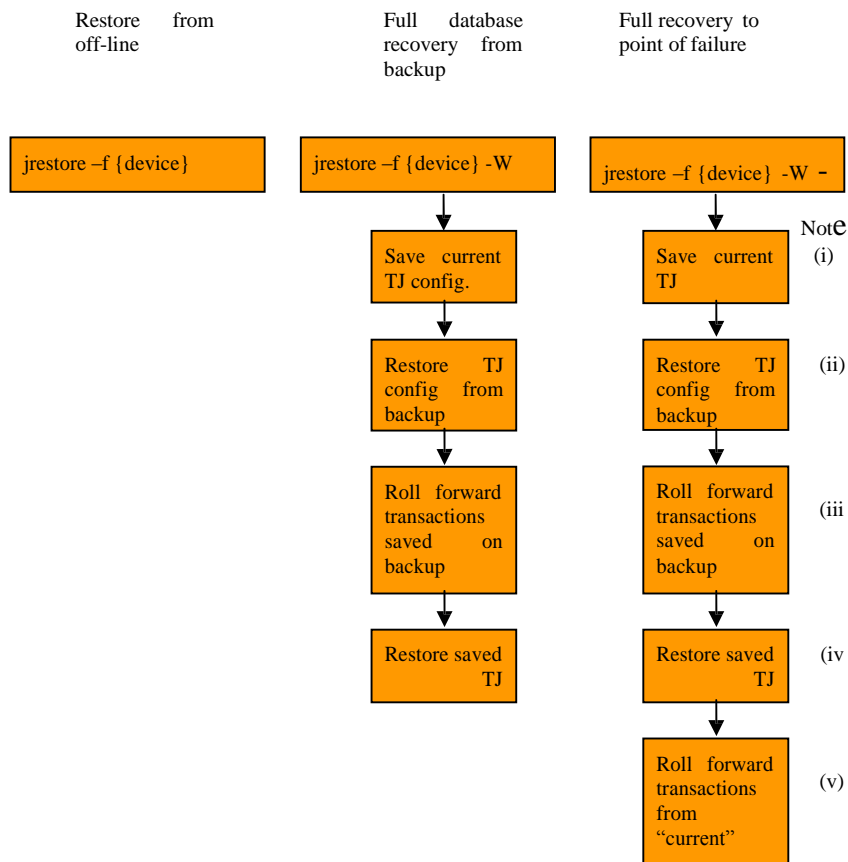 Restore from
off-line
Full database
recovery from
backup
Full recovery to
point of failure
jrestore –f {device}
jrestore –f {device} -W
jrestore –f {device} -W -
Note
Save current
TJ config.
Save current
TJ
(i)
Restore TJ
config from
backup
Restore TJ
config from
backup
(ii)
Roll forward
transactions
saved on
backup
Roll forward
transactions
saved on
backup
(iii
Restore saved
TJ
Restore saved
TJ
(iv
Roll forward
transactions
from
“current”
(v)